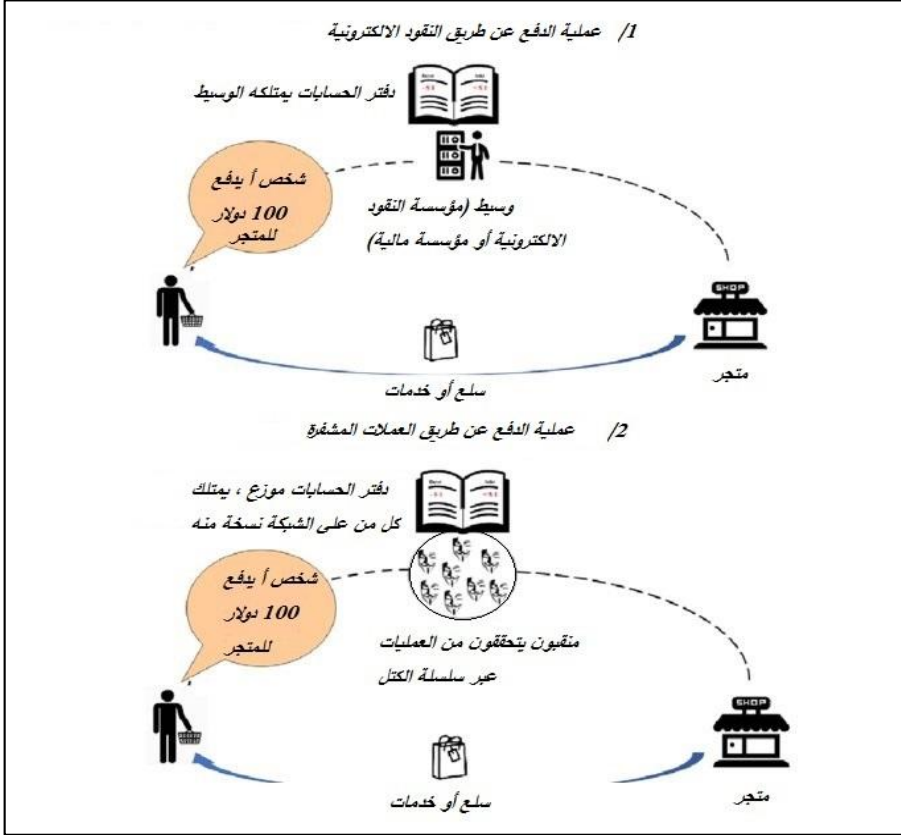 1/ عملية الدفع عن طريق النقود الالكترونية
دفتر الحسابات يمتلكه الوسيط
شخص أ يدفع
100 دولار
للمتجر
وسيط (مؤسسة النقود
الالكترونية أو مؤسسة مالية)
SHOP
متجر
سلع أو خدمات
2/ عملية الدفع عن طريق العملات المشفرة
دفتر الحسابات موزع ، يمتلك
كل من على الشبكة نسخة منه
شخص أ يدفع
100 دولار
للمتجر
منقبون يتحققون من العمليات
عبر سلسلة الكتل
SHOP
متجر
سلع أو خدمات